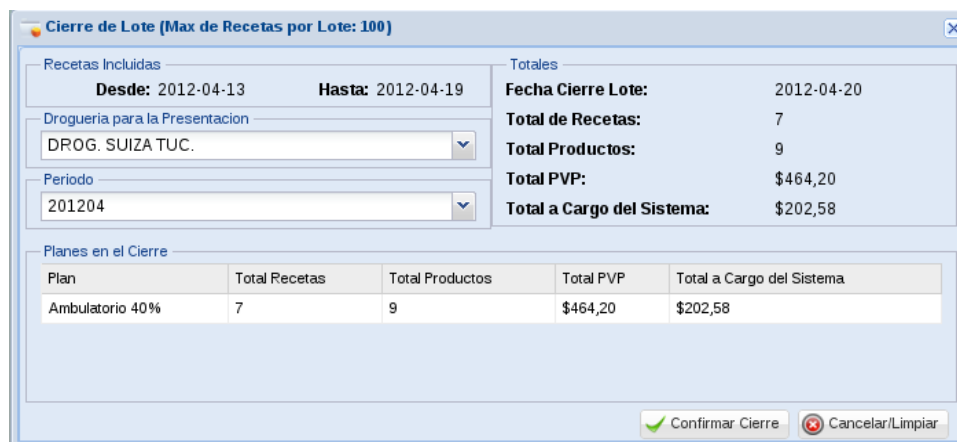 Cierre de Lote (Max de Recetas por Lote: 100)
Recetas Incluidas
Desde: 2012-04-13 Hasta: 2012-04-19
Drogueria para la Presentacion
DROG. SUIZA TUC.
Periodo
201204
Totales
Fecha Cierre Lote: 2012-04-20
Total de Recetas: 7
Total Productos: 9
Total PVP: $464,20
Total a Cargo del Sistema: $202,58
Planes en el Cierre
Plan Total Recetas Total Productos Total PVP Total a Cargo del Sistema
Ambulatorio 40% 7 9 $464,20 $202,58
Confirmar Cierre Cancelar/Limpiar